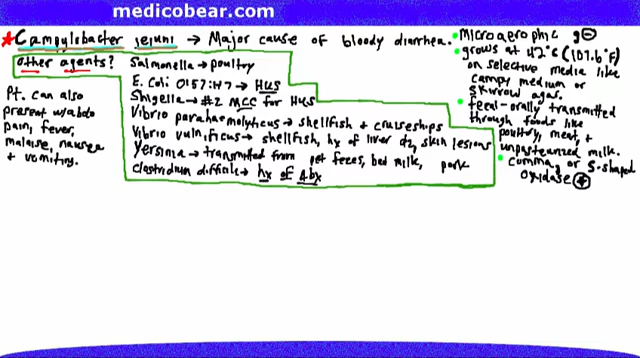 medicobear.com
* Campylobacter jejuni → Major cause of bloody diarrhea.
other agents?
Salmonella → poultry
E. Coli 0157:H7 → HUS
Shigella → #2 MCC for HUS
Vibrio parahemolyticus → shellfish + cruiseships
Vibrio vulnificus → shellfish, hx of liver dz, skin lesions
Yersinia → transmitted from pet feces, bad milk, pork
Clostridium difficile → hx of Abx
Pt. can also
present w/abdo
pain, fever,
malaise, nausea
+ vomiting.
• Microaerophilic g⊖
• grows at 42°C (107.6°F)
on selective media like
campy medium or
skirrow agar.
• fecal-orally transmitted
through foods like
poultry, meat, +
unpasteurized milk.
• comma, or S-shaped
oxidase ⊕